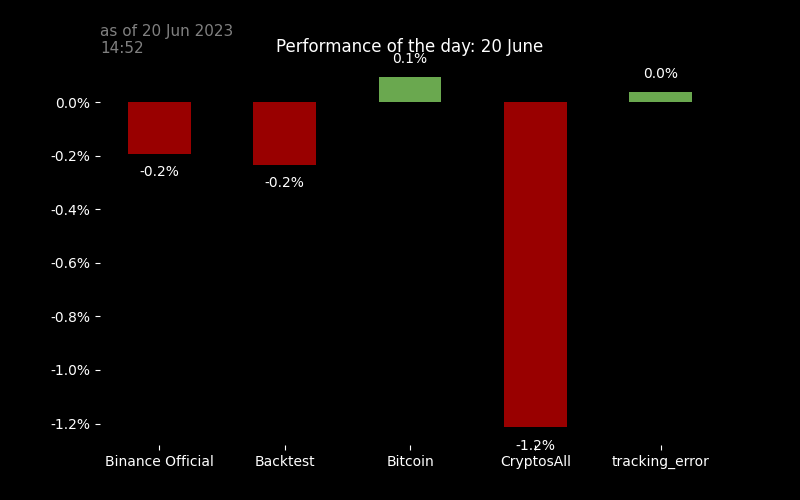 as of 20 Jun 2023
14:52
Performance of the day: 20 June
0.1%
0.0%
0.0%
-0.2%
-0.2%
-0.2%
-0.4%
-0.6%
-0.8%
-1.0%
-1.2%
-1.2%
Binance Official
Backtest
Bitcoin
CryptosAll
tracking_error